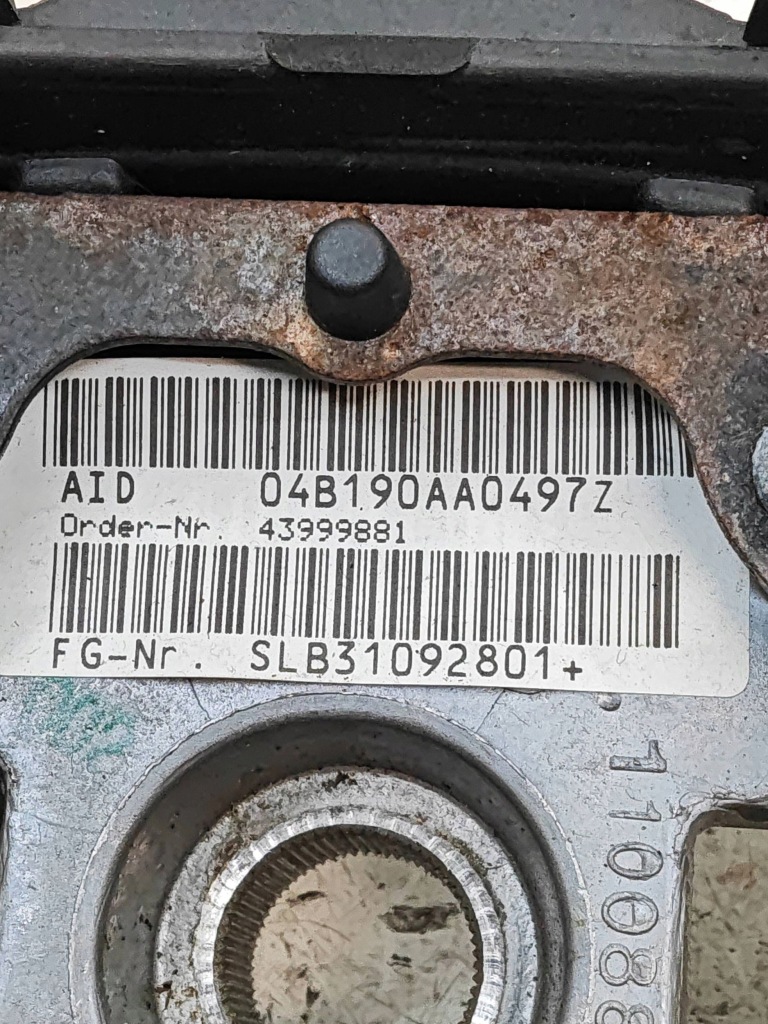 AID 04B190AA0497Z
Order-Nr. 43999881
FG-Nr. SLB31092801+